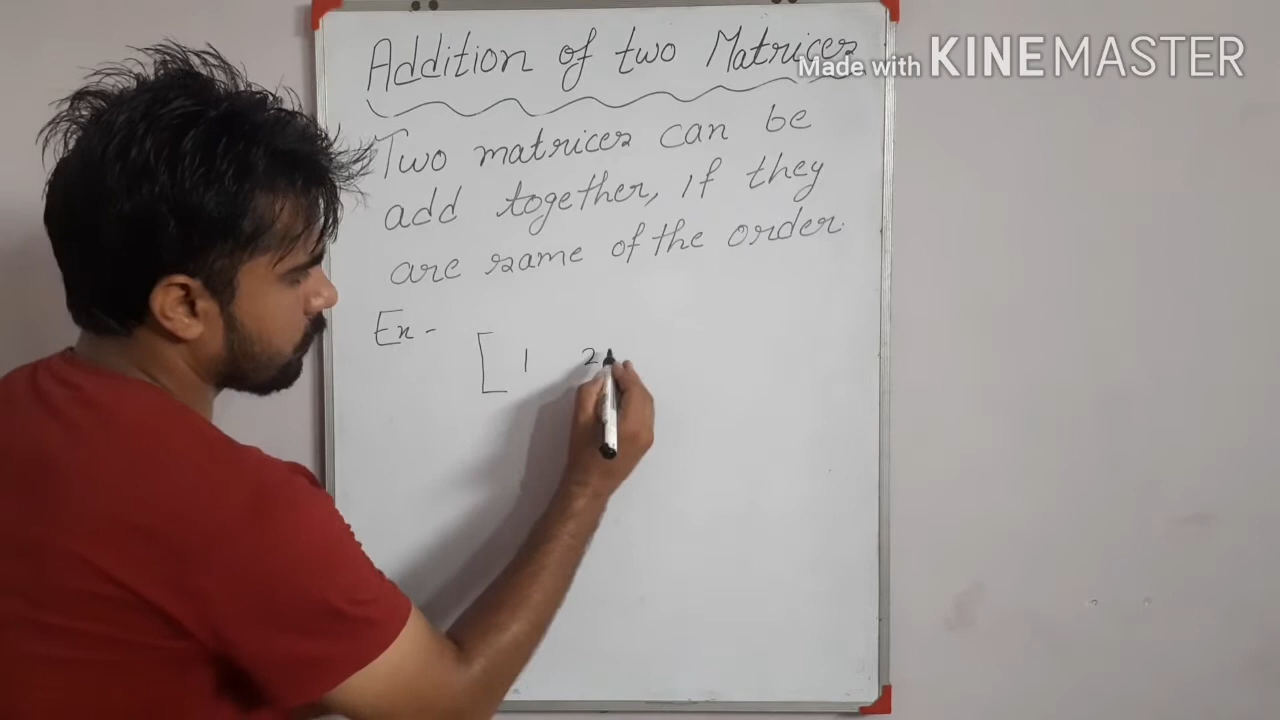 Addition of two Matrices
Made with KINEMASTER
Two matrices can be
add together, if they
are same of the order.
Ex -
[ 1 2